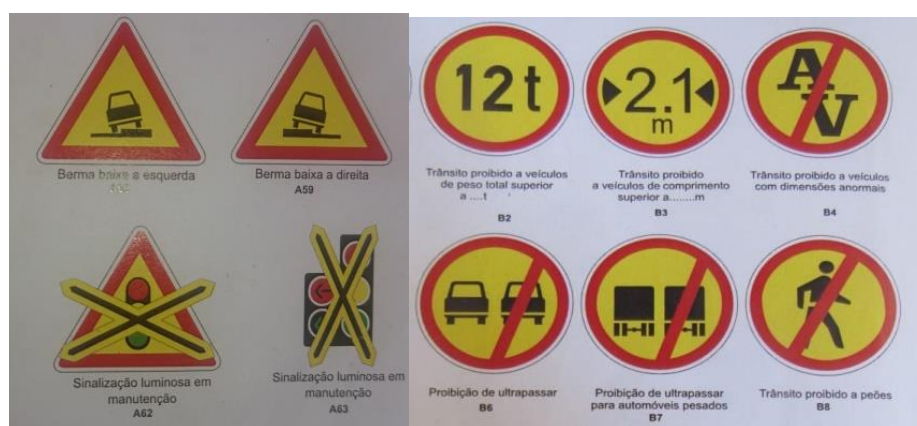 Berma baixe a esquerda
Berma baixa a direita
A59
Sinalização luminosa em
manutenção
A62
Sinalização luminosa em
manutenção
A63
12t
2.1
m
A
V
Trânsito proibido a veículos
de peso total superior
a ....t
B2
Trânsito proibido
a veículos de comprimento
superior a........m
B3
Trânsito proibido a veículos
com dimensões anormais
B4
Proibição de ultrapassar
B6
Proibição de ultrapassar
para automóveis pesados
B7
Trânsito proibido a peões
B8